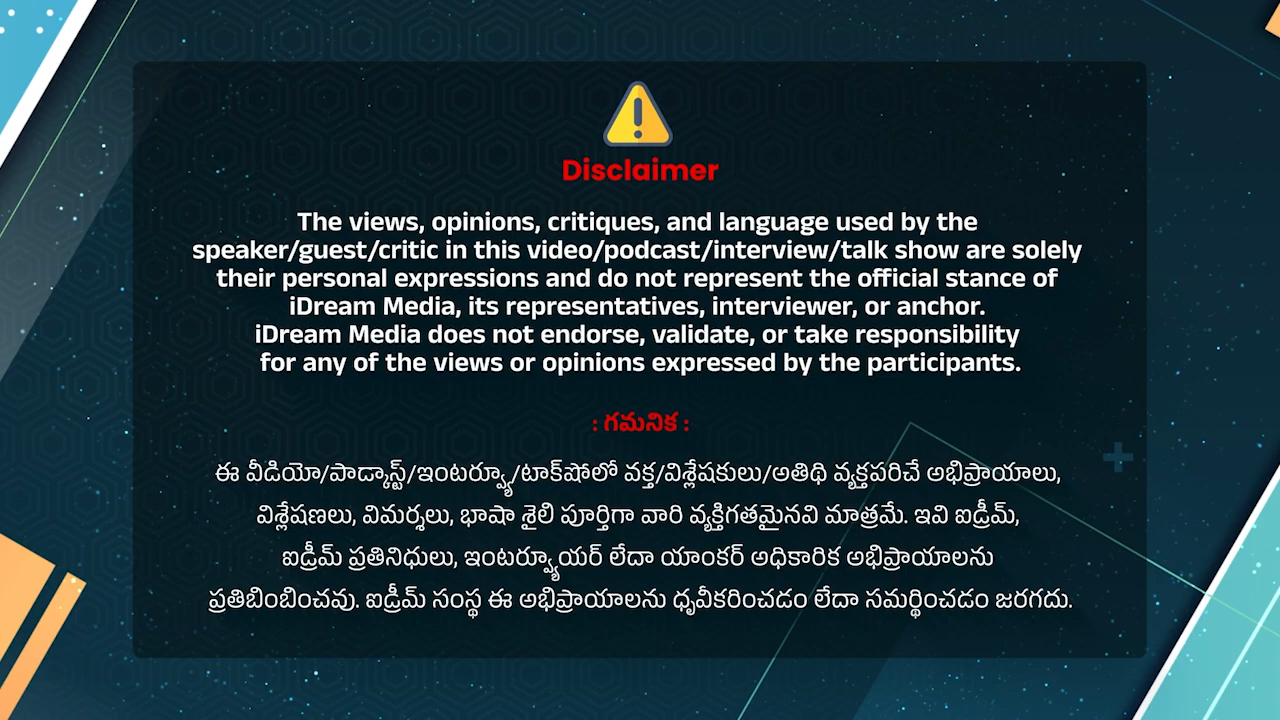 Disclaimer
The views, opinions, critiques, and language used by the
speaker/guest/critic in this video/podcast/interview/talk show are solely
their personal expressions and do not represent the official stance of
iDream Media, its representatives, interviewer, or anchor.
iDream Media does not endorse, validate, or take responsibility
for any of the views or opinions expressed by the participants.
: గమనిక :
ఈ వీడియో/పాడ్కాస్ట్/ఇంటర్వ్యూ/టాక్‌షోలో వక్త/విశ్లేషకులు/అతిథి వ్యక్తపరిచే అభిప్రాయాలు,
విశ్లేషణలు, విమర్శలు, భాషా శైలి పూర్తిగా వారి వ్యక్తిగతమైనవి మాత్రమే. ఇవి ఐడ్రీమ్,
ఐడ్రీమ్ ప్రతినిధులు, ఇంటర్వ్యూయర్ లేదా యాంకర్ అధికారిక అభిప్రాయాలను
ప్రతిబింబించవు. ఐడ్రీమ్ సంస్థ ఈ అభిప్రాయాలను ధృవీకరించడం లేదా సమర్థించడం జరగదు.